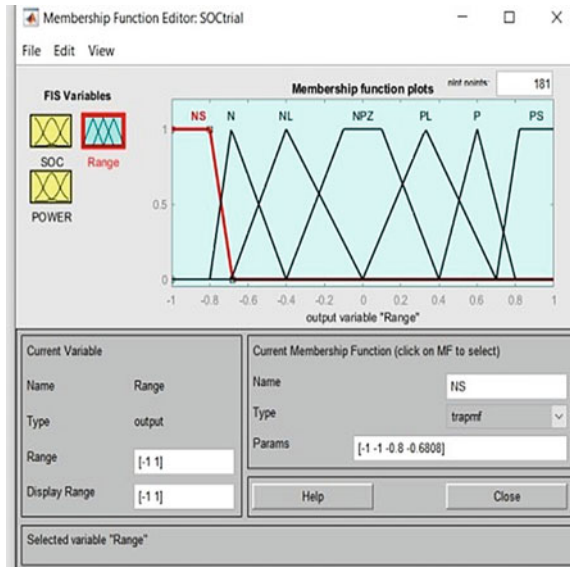 Membership Function Editor: SOCtrial
File Edit View
FIS Variables
SOC
Range
POWER
Membership function plots
plot points:
181
NS N NL NPZ PL P PS
1
0.5
0
-1 -0.8 -0.6 -0.4 -0.2 0 0.2 0.4 0.6 0.8 1
output variable "Range"
Current Variable
Name Range
Type output
Range [-1 1]
Display Range [-1 1]
Current Membership Function (click on MF to select)
Name NS
Type trapmf
Params [-1 -1 -0.8 -0.6808]
Help Close
Selected variable "Range"